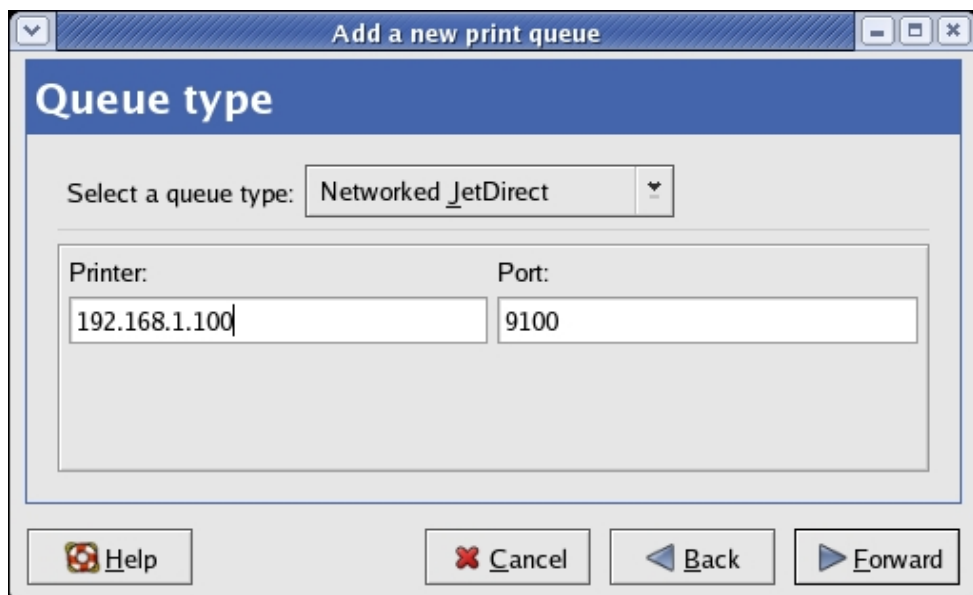 Add a new print queue
Queue type
Select a queue type: Networked JetDirect
Printer: Port:
192.168.1.100 9100
Help Cancel Back Forward